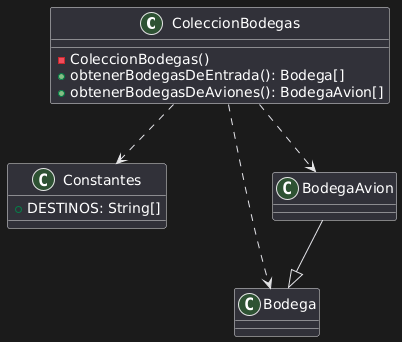 C ColeccionBodegas
ColeccionBodegas()
obtenerBodegasDeEntrada(): Bodega[]
obtenerBodegasDeAviones(): BodegaAvion[]
C Constantes
DESTINOS: String[]
C BodegaAvion
C Bodega